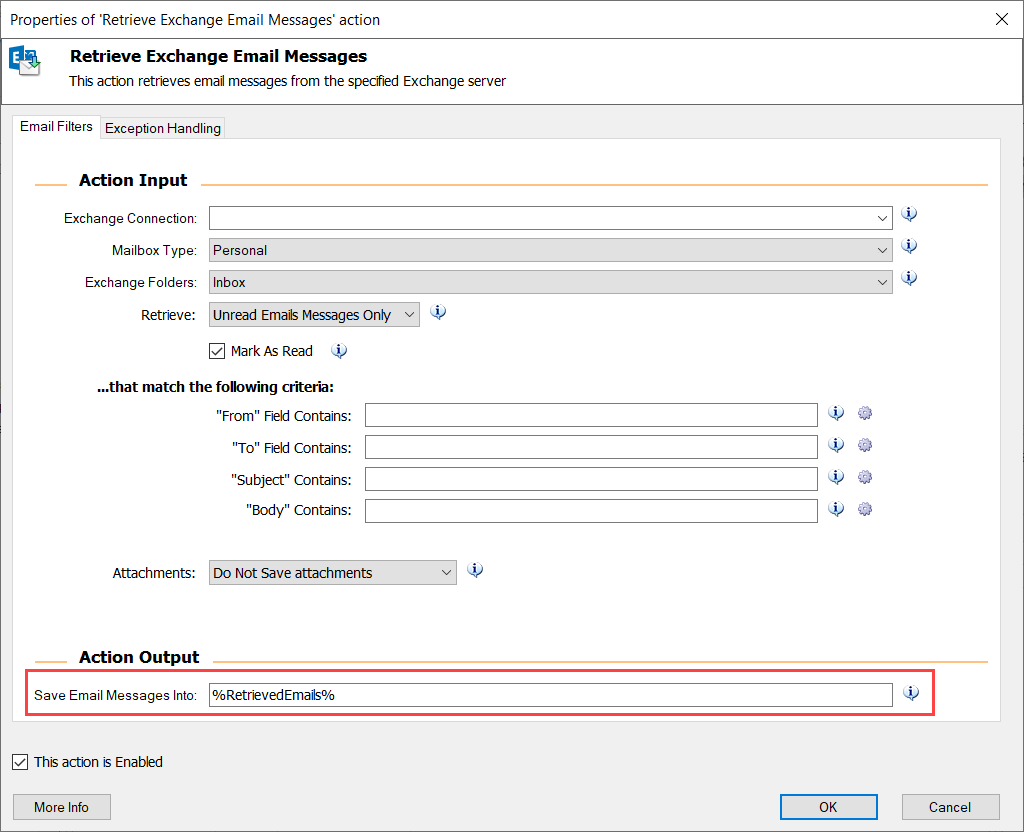 Properties of 'Retrieve Exchange Email Messages' action
Retrieve Exchange Email Messages
This action retrieves email messages from the specified Exchange server
Email Filters Exception Handling
Action Input
Exchange Connection:
Mailbox Type: Personal
Exchange Folders: Inbox
Retrieve: Unread Emails Messages Only
Mark As Read
...that match the following criteria:
"From" Field Contains:
"To" Field Contains:
"Subject" Contains:
"Body" Contains:
Attachments: Do Not Save attachments
Action Output
Save Email Messages Into: %RetrievedEmails%
This action is Enabled
More Info OK Cancel